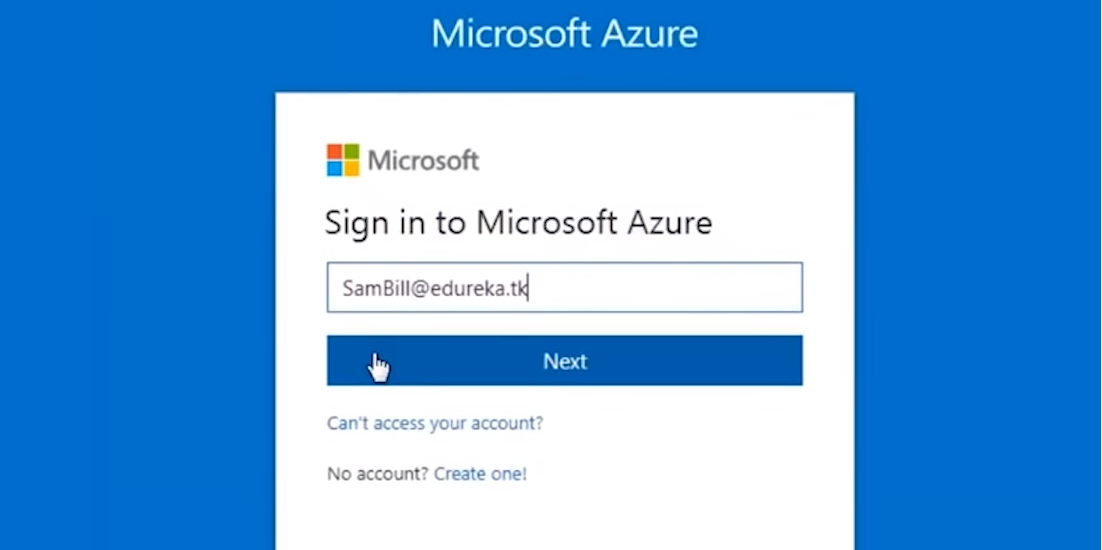 Microsoft Azure
Microsoft
Sign in to Microsoft Azure
SamBill@edureka.tk
Next
Can't access your account?
No account? Create one!